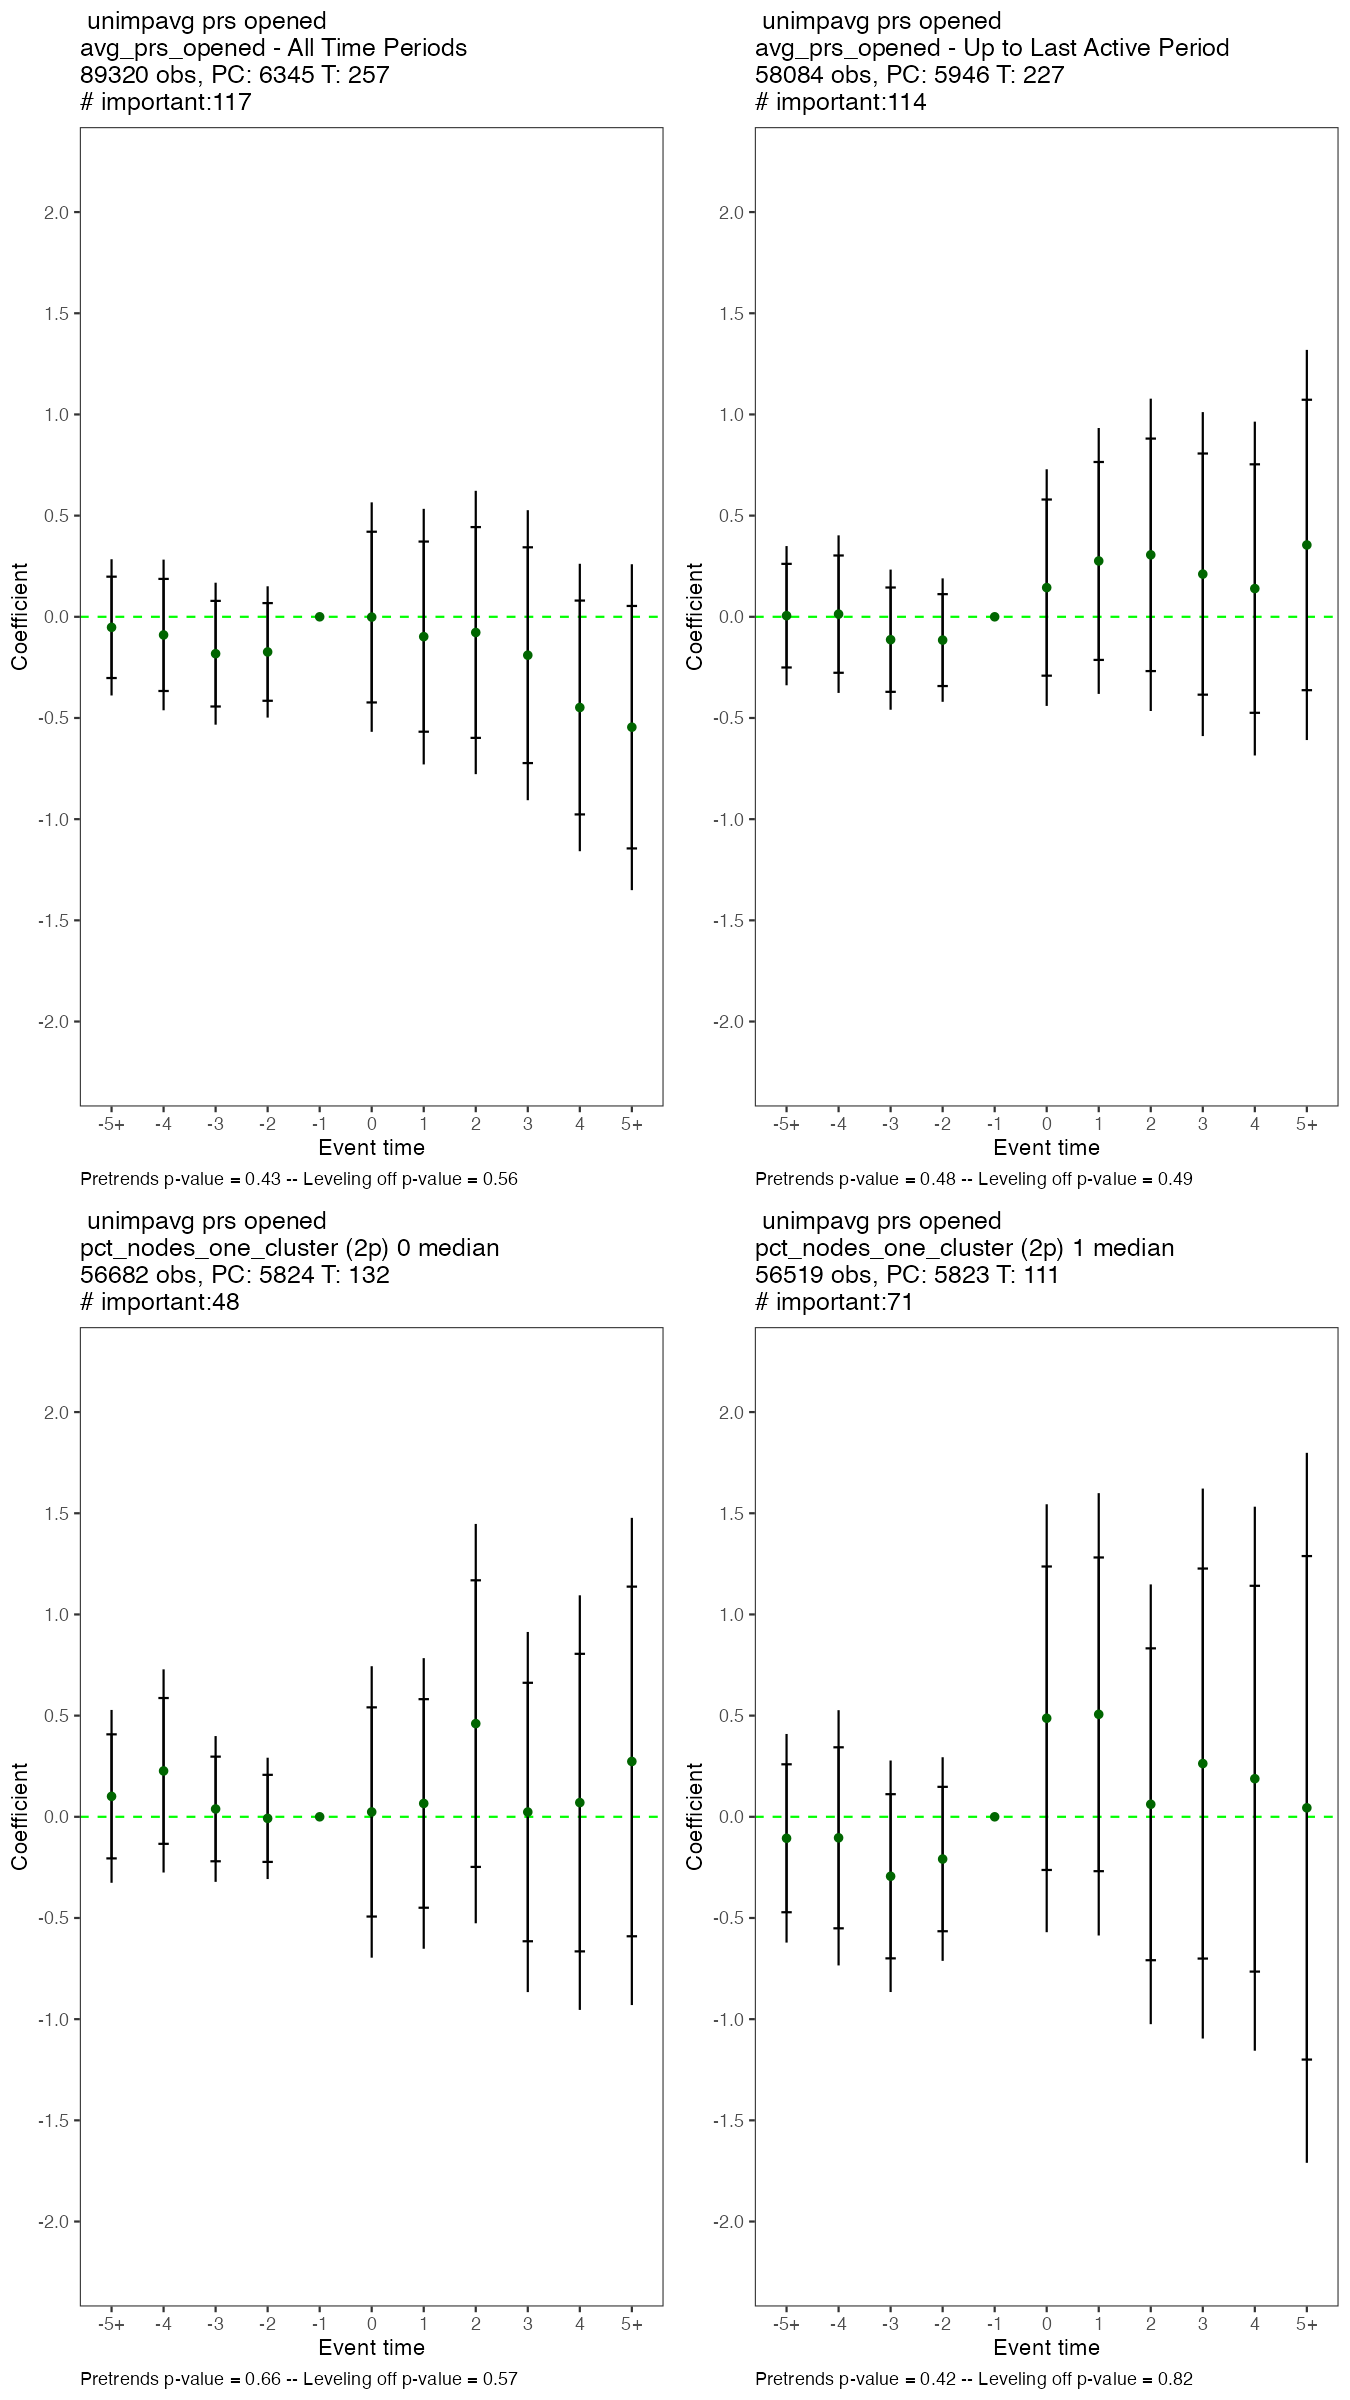 unimpavg prs opened
avg_prs_opened - All Time Periods
89320 obs, PC: 6345 T: 257
# important:117
Coefficient
2.0
1.5
1.0
0.5
0.0
-0.5
-1.0
-1.5
-2.0
-5+ -4 -3 -2 -1 0 1 2 3 4 5+
Event time
Pretrends p-value = 0.43 -- Leveling off p-value = 0.56
unimpavg prs opened
avg_prs_opened - Up to Last Active Period
58084 obs, PC: 5946 T: 227
# important:114
Coefficient
2.0
1.5
1.0
0.5
0.0
-0.5
-1.0
-1.5
-2.0
-5+ -4 -3 -2 -1 0 1 2 3 4 5+
Event time
Pretrends p-value = 0.48 -- Leveling off p-value = 0.49
unimpavg prs opened
pct_nodes_one_cluster (2p) 0 median
56682 obs, PC: 5824 T: 132
# important:48
Coefficient
2.0
1.5
1.0
0.5
0.0
-0.5
-1.0
-1.5
-2.0
-5+ -4 -3 -2 -1 0 1 2 3 4 5+
Event time
Pretrends p-value = 0.66 -- Leveling off p-value = 0.57
unimpavg prs opened
pct_nodes_one_cluster (2p) 1 median
56519 obs, PC: 5823 T: 111
# important:71
Coefficient
2.0
1.5
1.0
0.5
0.0
-0.5
-1.0
-1.5
-2.0
-5+ -4 -3 -2 -1 0 1 2 3 4 5+
Event time
Pretrends p-value = 0.42 -- Leveling off p-value = 0.82